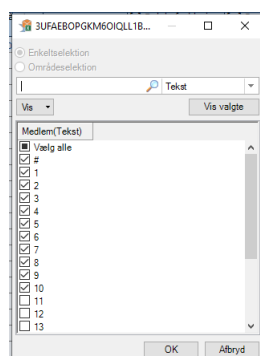 3UFAEBOPGKM6OIQLL1B...
Enkeltselektion
Områdeselektion
Tekst
Vis
Vis valgte
Medlem(Tekst)
Vælg alle
#
1
2
3
4
5
6
7
8
9
10
11
12
13
OK
Afbryd